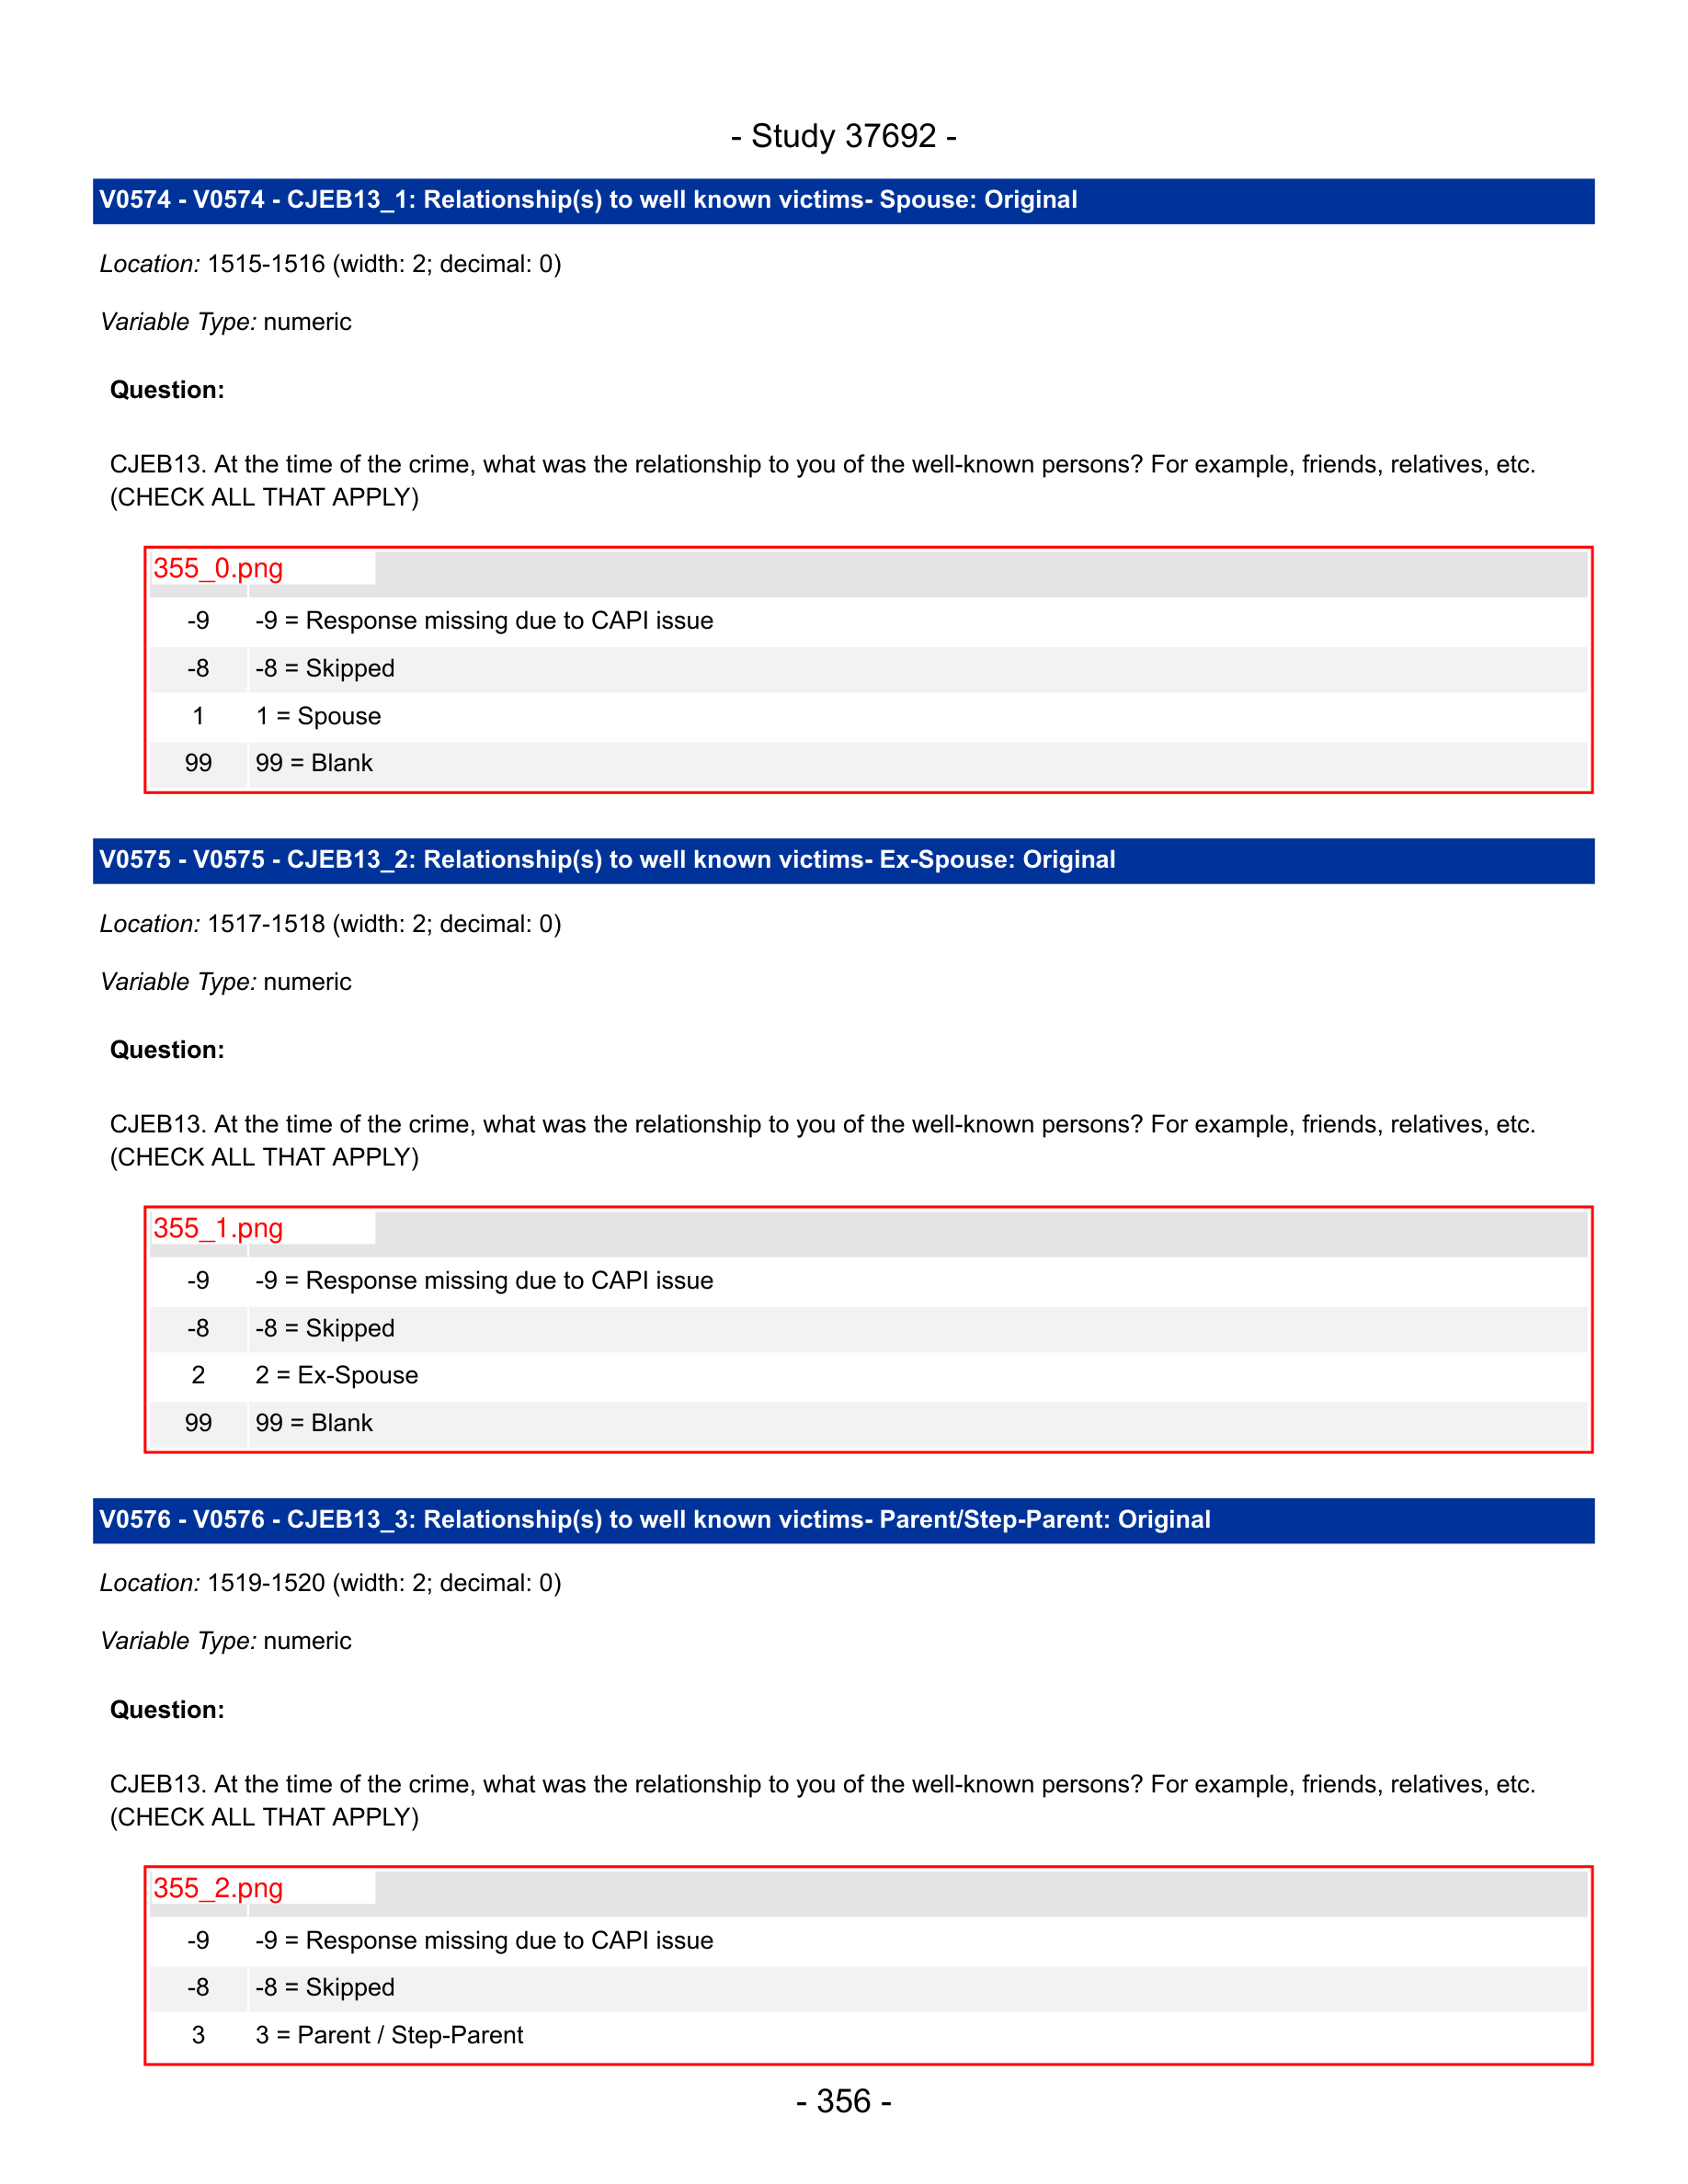 - Study 37692 -
V0574 - V0574 - CJEB13_1: Relationship(s) to well known victims- Spouse: Original
Location: 1515-1516 (width: 2; decimal: 0)
Variable Type: numeric
Question:
CJEB13. At the time of the crime, what was the relationship to you of the well-known persons? For example, friends, relatives, etc.
(CHECK ALL THAT APPLY)
355_0.png
-9 -9 = Response missing due to CAPI issue
-8 -8 = Skipped
1 1 = Spouse
99 99 = Blank
V0575 - V0575 - CJEB13_2: Relationship(s) to well known victims- Ex-Spouse: Original
Location: 1517-1518 (width: 2; decimal: 0)
Variable Type: numeric
Question:
CJEB13. At the time of the crime, what was the relationship to you of the well-known persons? For example, friends, relatives, etc.
(CHECK ALL THAT APPLY)
355_1.png
-9 -9 = Response missing due to CAPI issue
-8 -8 = Skipped
2 2 = Ex-Spouse
99 99 = Blank
V0576 - V0576 - CJEB13_3: Relationship(s) to well known victims- Parent/Step-Parent: Original
Location: 1519-1520 (width: 2; decimal: 0)
Variable Type: numeric
Question:
CJEB13. At the time of the crime, what was the relationship to you of the well-known persons? For example, friends, relatives, etc.
(CHECK ALL THAT APPLY)
355_2.png
-9 -9 = Response missing due to CAPI issue
-8 -8 = Skipped
3 3 = Parent / Step-Parent
- 356 -